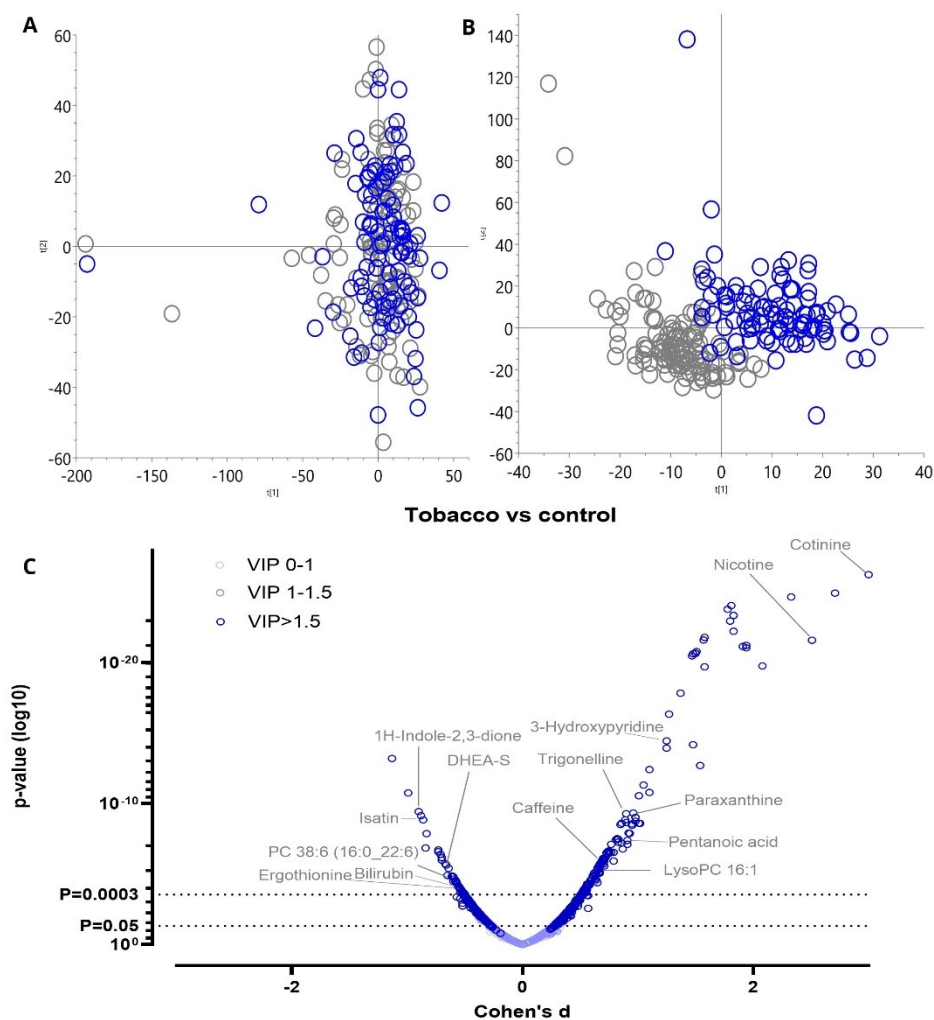 A
60
40
20
0
-20
-40
-60
-200
-150
-100
-50
0
50
t[2]
t[1]
B
140
120
100
80
60
40
20
0
-20
-40
-60
-40
-30
-20
-10
0
10
20
30
40
t[1]
Tobacco vs control
C
VIP 0-1
VIP 1-1.5
VIP>1.5
Cotinine
Nicotine
10-20
3-Hydroxypyridine
1H-Indole-2,3-dione
DHEA-S
Trigonelline
10-10
Caffeine
Paraxanthine
Isatin
Pentanoic acid
PC 38:6 (16:0_22:6)
LysoPC 16:1
Ergothionine
Bilirubin
P=0.0003
P=0.05
100
p-value (log10)
-2
0
2
Cohen's d